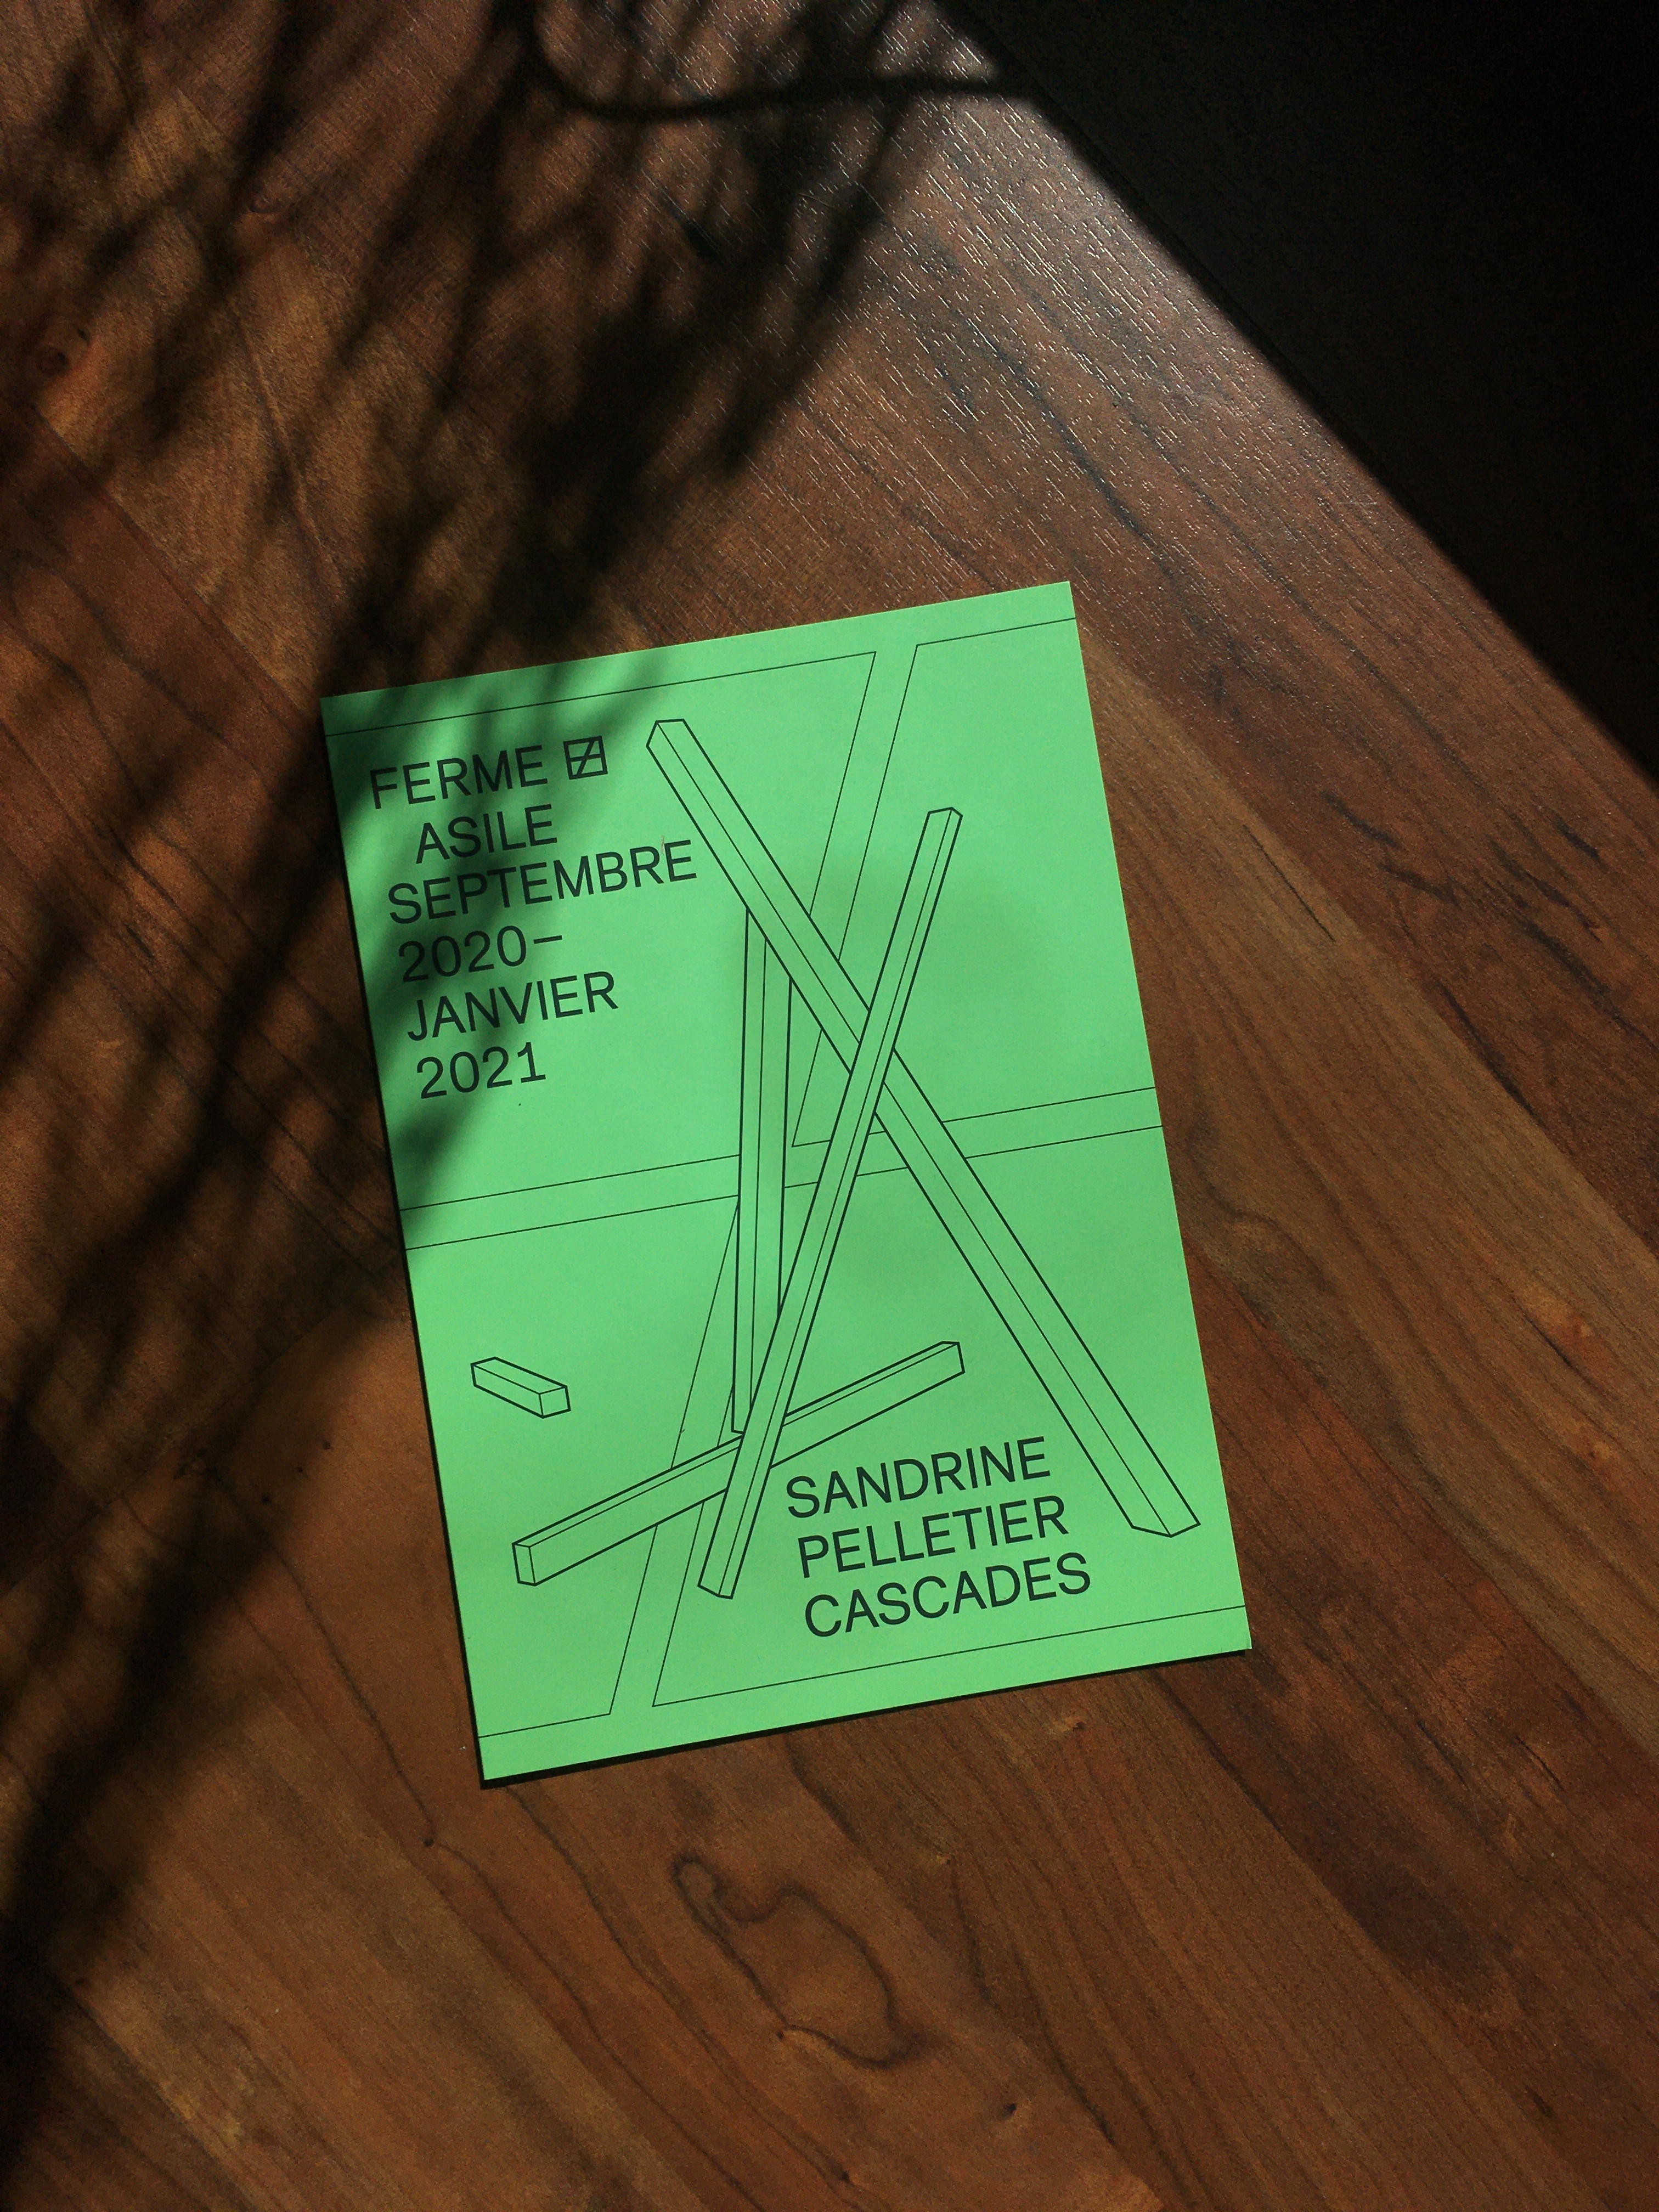 FERME
ASILE
SEPTEMBRE
2020–
JANVIER
2021
SANDRINE
PELLETIER
CASCADES